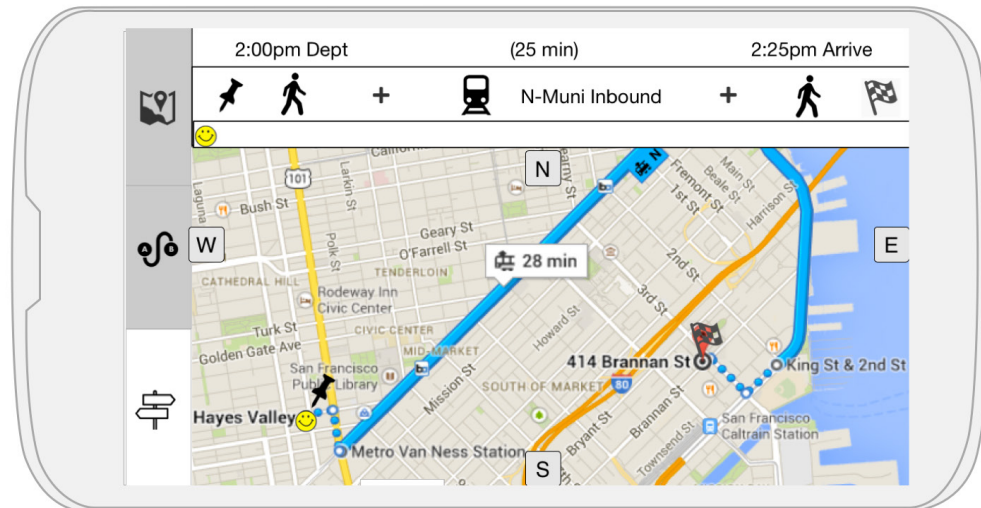 2:00pm Dept (25 min) 2:25pm Arrive
+ N-Muni Inbound +
N
101
Larkin St
Laguna
Bush St
Polk St
Main St
Beale St
Fremont St
1st St
Harrison St
N
W
E
Geary St
O'Farrell St
28 min
2nd St
CATHEDRAL HILL
TENDERLOIN
Rodeway Inn
Civic Center
3rd St
Turk St
CIVIC CENTER
Howard St
Golden Gate Ave
MID-MARKET
414 Brannan St
King St & 2nd St
San Francisco
Public Library
Mission St
SOUTH OF MARKET
80
A B
Hayes Valley
Brannan St
San Francisco
Caltrain Station
Bryant St
Metro Van Ness Station
Townsend St
S